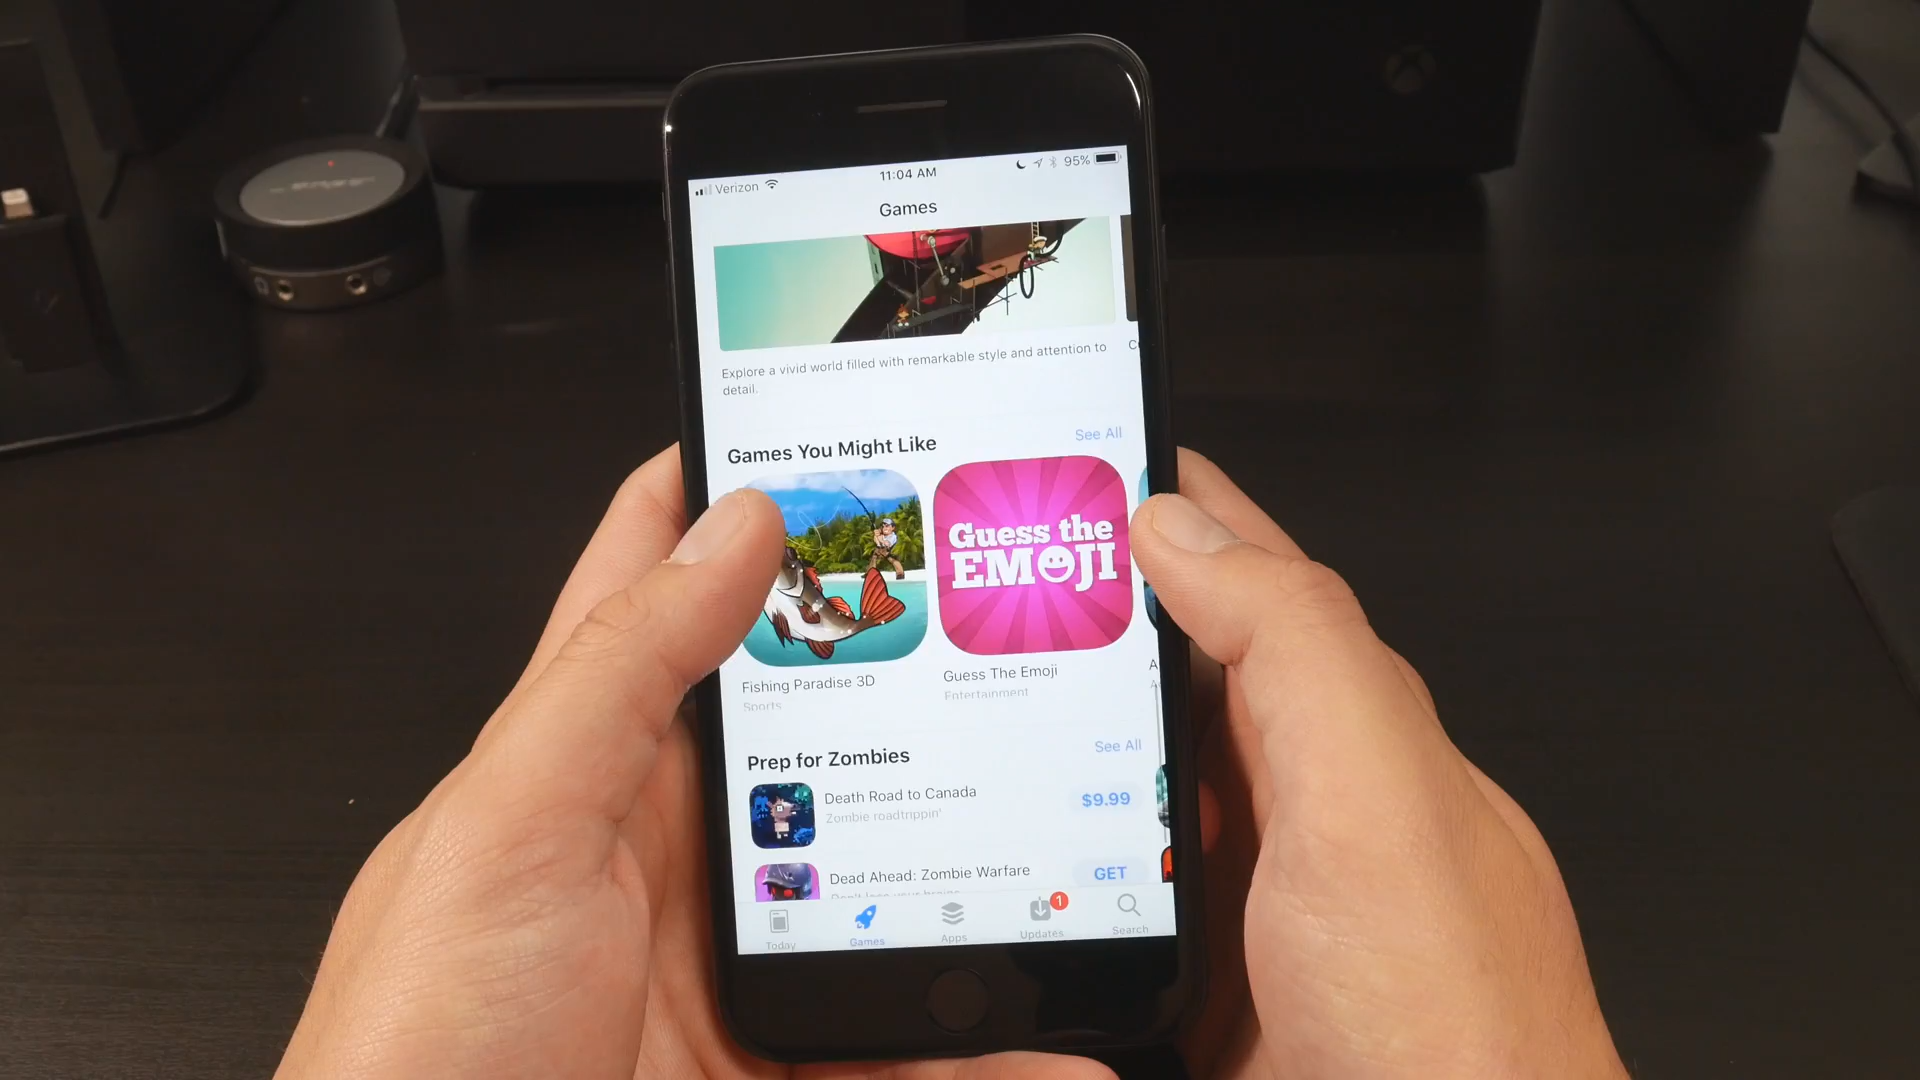 Verizon
11:04 AM
95%
Games
Explore a vivid world filled with remarkable style and attention to
detail.
Games You Might Like
See All
Guess the
EMOJI
Fishing Paradise 3D
Sports
Guess The Emoji
Entertainment
Prep for Zombies
See All
Death Road to Canada
Zombie roadtrippin'
$9.99
Dead Ahead: Zombie Warfare
GET
Today
Games
Apps
1
Updates
Search